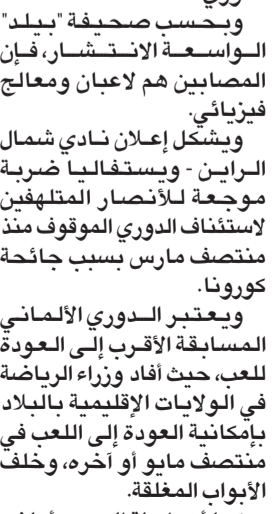 وبحسب صحيفة "بيلد"
الواسعة الانتشار، فإن
المصابين هم لاعبان ومعالج
فيزيائي.
ويشكل إعلان نادي شمال
الراين - ويستفاليا ضربة
موجعة للأنصار المتلهفين
لاستئناف الدوري الموقوف منذ
منتصف مارس بسبب جائحة
كورونا.
ويعتبر الدوري الألماني
المسابقة الأقرب إلى العودة
للعب، حيث أفاد وزراء الرياضة
في الولايات الإقليمية بالبلاد
بإمكانية العودة إلى اللعب في
منتصف مايو أو آخره، وخلف
الأبواب المغلقة.